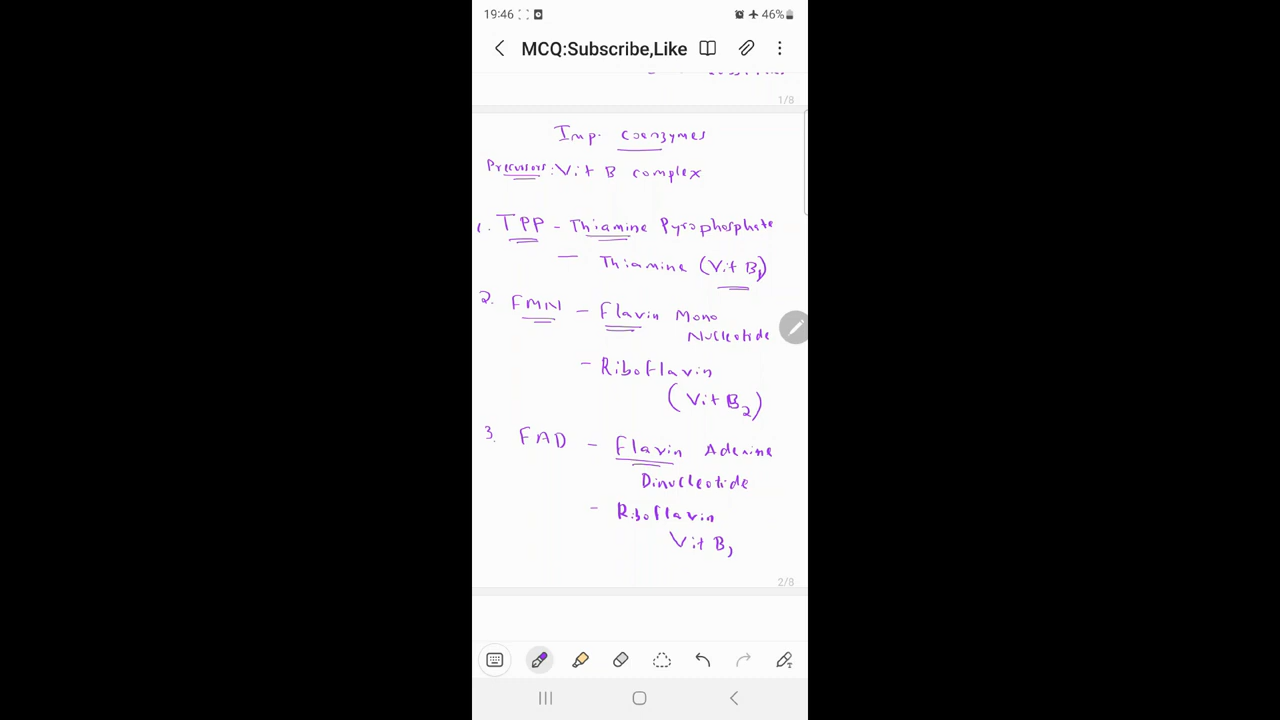 19:46 46%
MCQ:Subscribe,Like
1/8
Imp. coenzymes
Precursors: Vit B complex
1. TPP - Thiamine Pyrophosphate
- Thiamine (Vit B1)
2. FMN - Flavin Mono
Nucleotide
- Riboflavin
(Vit B2)
3. FAD - Flavin Adenine
Dinucleotide
- Riboflavin
Vit B,
2/8